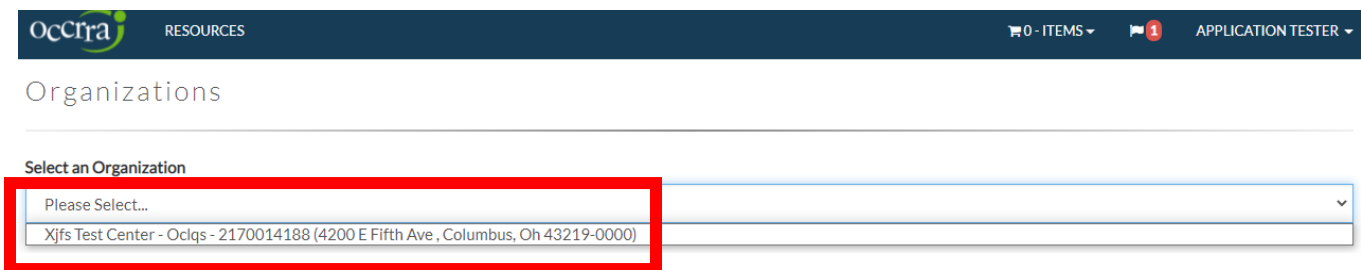 Occrra RESOURCES 0 - ITEMS 1 APPLICATION TESTER
Organizations
Select an Organization
Please Select...
Xjfs Test Center - Oclqs - 2170014188 (4200 E Fifth Ave , Columbus, Oh 43219-0000)